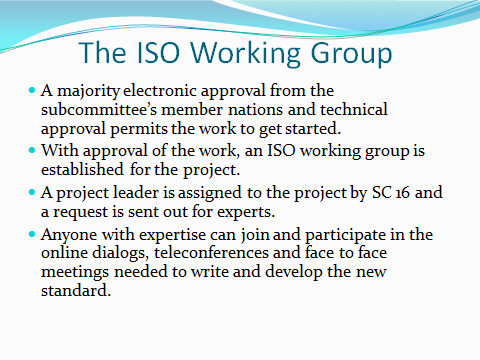 The ISO Working Group
A majority electronic approval from the
subcommittee's member nations and technical
approval permits the work to get started.
With approval of the work, an ISO working group is
established for the project.
A project leader is assigned to the project by SC 16 and
a request is sent out for experts.
Anyone with expertise can join and participate in the
online dialogs, teleconferences and face to face
meetings needed to write and develop the new
standard.